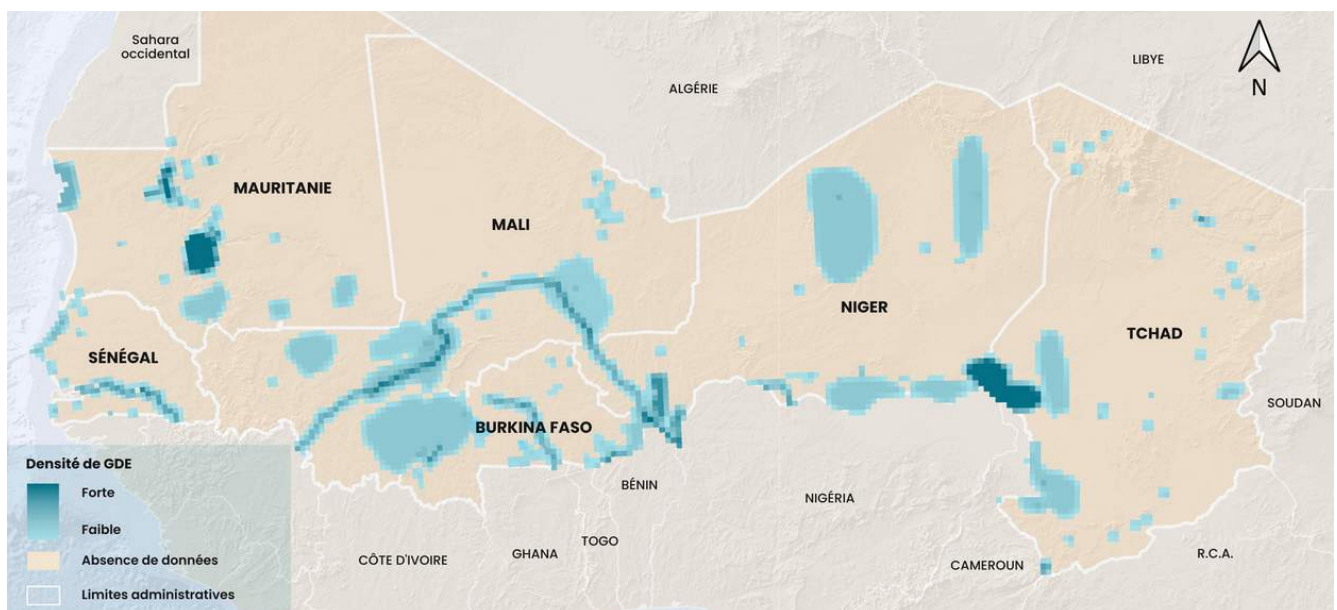 Sahara
occidental
ALGÉRIE
LIBYE
N
MAURITANIE
MALI
NIGER
TCHAD
SÉNÉGAL
BURKINA FASO
SOUDAN
BÉNIN
NIGÉRIA
TOGO
GHANA
CÔTE D'IVOIRE
CAMEROUN
R.C.A.
Densité de GDE
Forte
Faible
Absence de données
Limites administratives